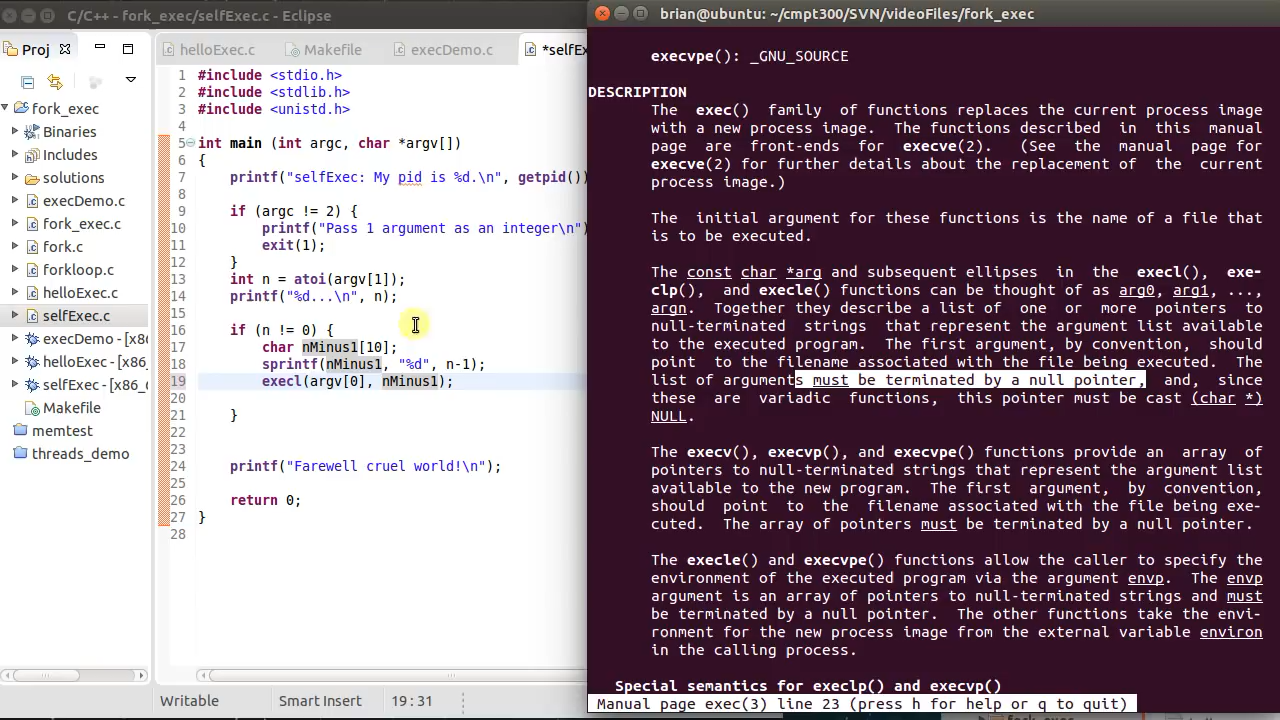 C/C++ - fork_exec/selfExec.c - Eclipse
Proj
fork_exec
Binaries
Includes
solutions
execDemo.c
fork_exec.c
fork.c
forkloop.c
helloExec.c
selfExec.c
execDemo - [x86_
helloExec - [x86_
selfExec - [x86_6
Makefile
memtest
threads_demo
helloExec.c
Makefile
execDemo.c
*selfEx
1 #include <stdio.h>
2 #include <stdlib.h>
3 #include <unistd.h>
4
5 int main (int argc, char *argv[])
6 {
7 printf("selfExec: My pid is %d.\n", getpid())
8
9 if (argc != 2) {
10 printf("Pass 1 argument as an integer\n")
11 exit(1);
12 }
13 int n = atoi(argv[1]);
14 printf("%d...\n", n);
15
16 if (n != 0) {
17 char nMinus1[10];
18 sprintf(nMinus1, "%d", n-1);
19 execl(argv[0], nMinus1);
20
21 }
22
23
24 printf("Farewell cruel world!\n");
25
26 return 0;
27 }
28
Writable
Smart Insert
19 : 31
brian@ubuntu: ~/cmpt300/SVN/videoFiles/fork_exec
execvpe(): _GNU_SOURCE
DESCRIPTION
The exec() family of functions replaces the current process image
with a new process image. The functions described in this manual
page are front-ends for execve(2). (See the manual page for
execve(2) for further details about the replacement of the current
process image.)
The initial argument for these functions is the name of a file that
is to be executed.
The const char *arg and subsequent ellipses in the execl(), exe-
clp(), and execle() functions can be thought of as arg0, arg1, ...,
argn. Together they describe a list of one or more pointers to
null-terminated strings that represent the argument list available
to the executed program. The first argument, by convention, should
point to the filename associated with the file being executed. The
list of arguments must be terminated by a null pointer, and, since
these are variadic functions, this pointer must be cast (char *)
NULL.
The execv(), execvp(), and execvpe() functions provide an array of
pointers to null-terminated strings that represent the argument list
available to the new program. The first argument, by convention,
should point to the filename associated with the file being exe-
cuted. The array of pointers must be terminated by a null pointer.
The execle() and execvpe() functions allow the caller to specify the
environment of the executed program via the argument envp. The envp
argument is an array of pointers to null-terminated strings and must
be terminated by a null pointer. The other functions take the envi-
ronment for the new process image from the external variable environ
in the calling process.
Special semantics for execlp() and execvp()
Manual page exec(3) line 23 (press h for help or q to quit)